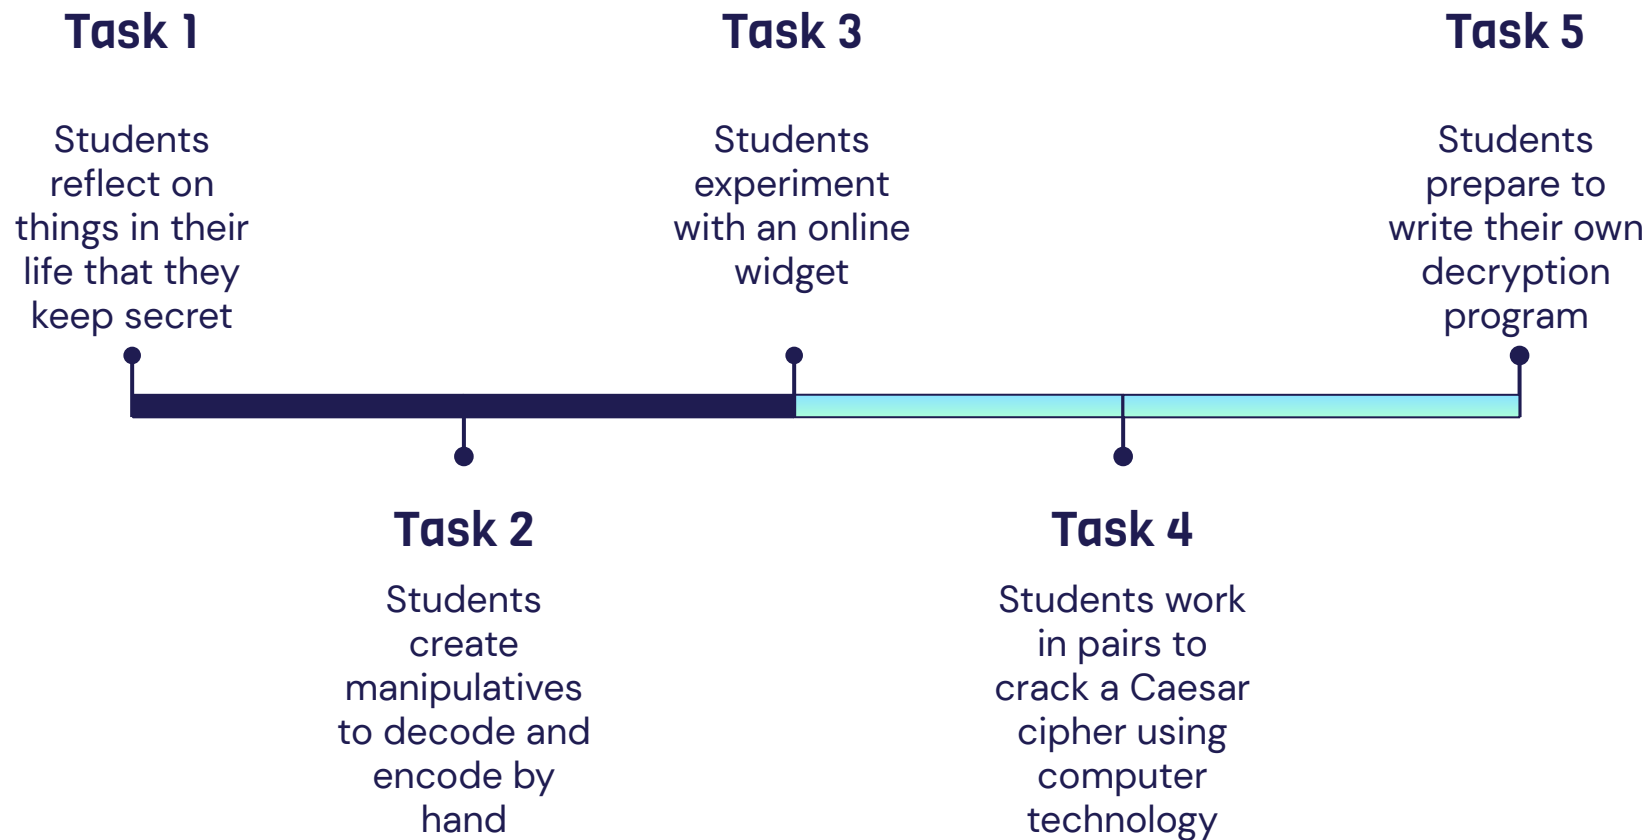 Task 1
Students
reflect on
things in their
life that they
keep secret
Task 2
Students
create
manipulatives
to decode and
encode by
hand
Task 3
Students
experiment
with an online
widget
Task 4
Students work
in pairs to
crack a Caesar
cipher using
computer
technology
Task 5
Students
prepare to
write their own
decryption
program